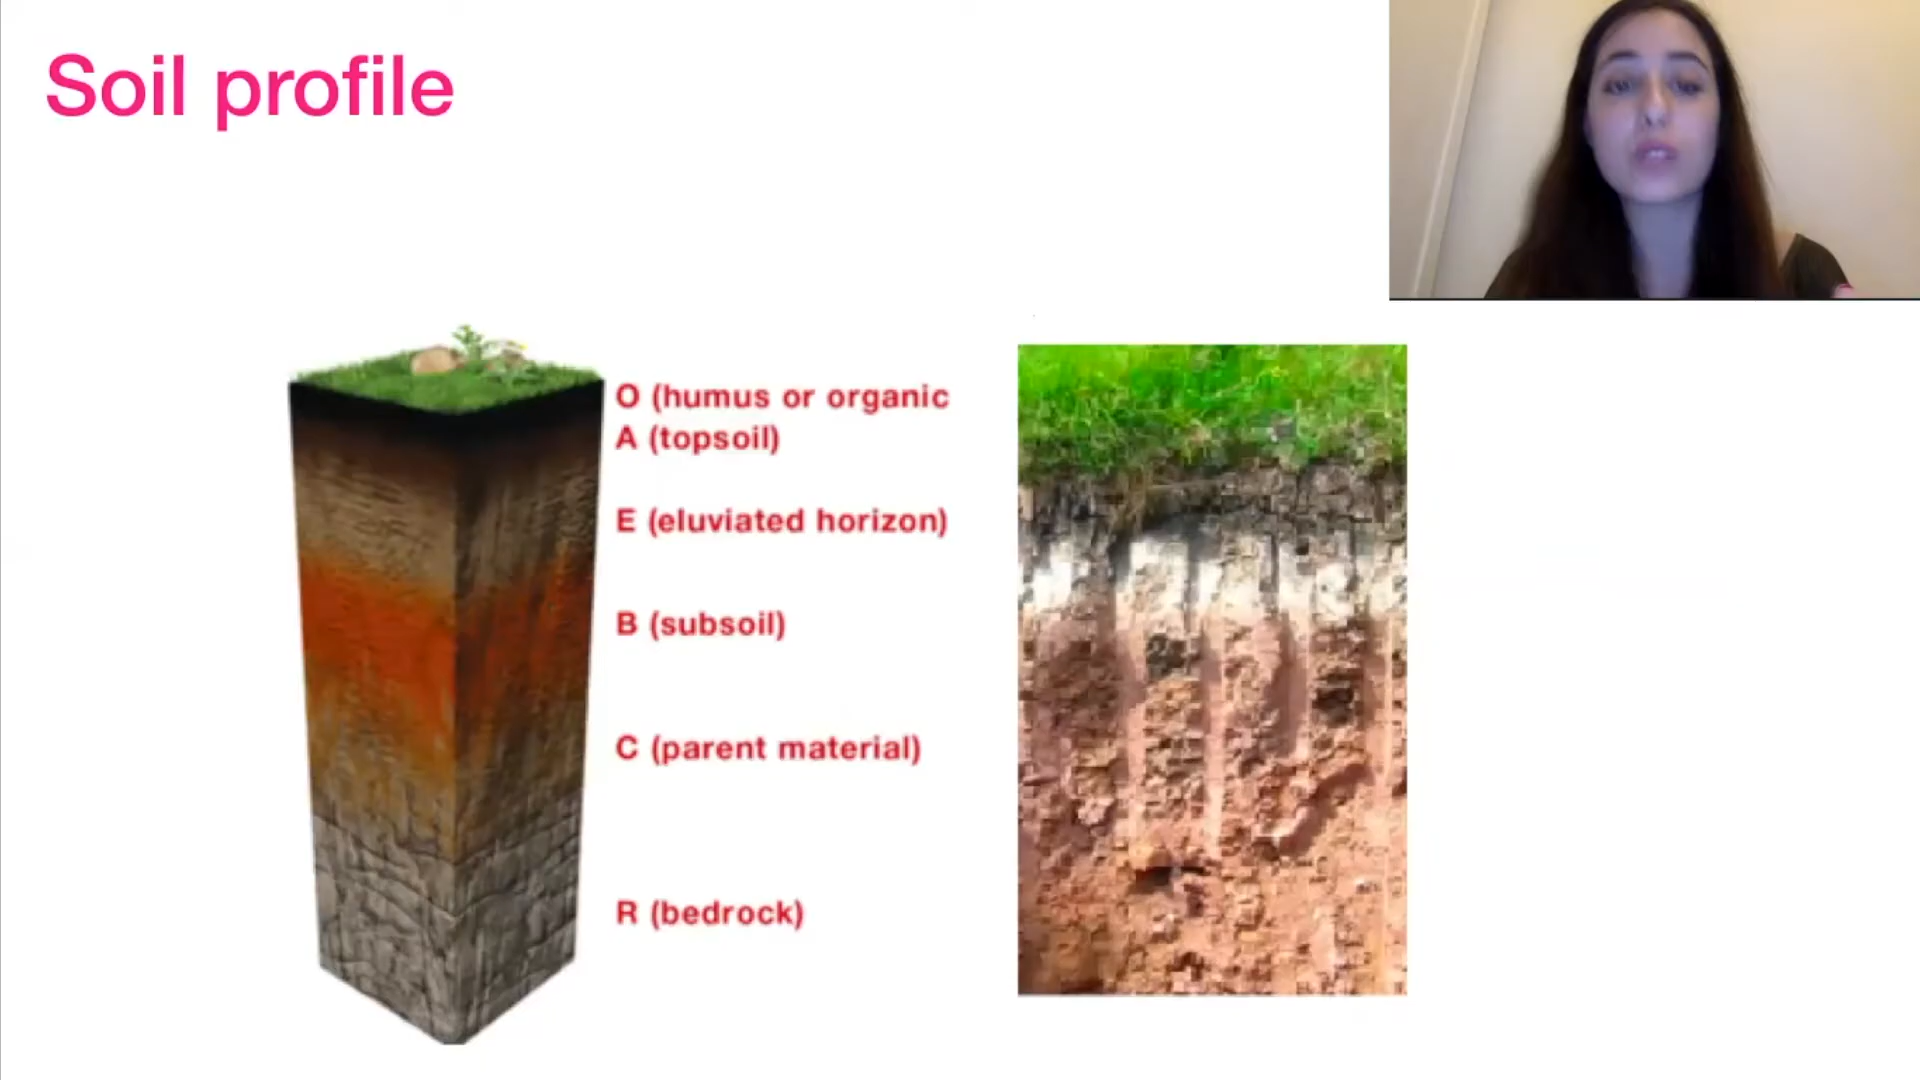 Soil profile
O (humus or organic
A (topsoil)
E (eluviated horizon)
B (subsoil)
C (parent material)
R (bedrock)